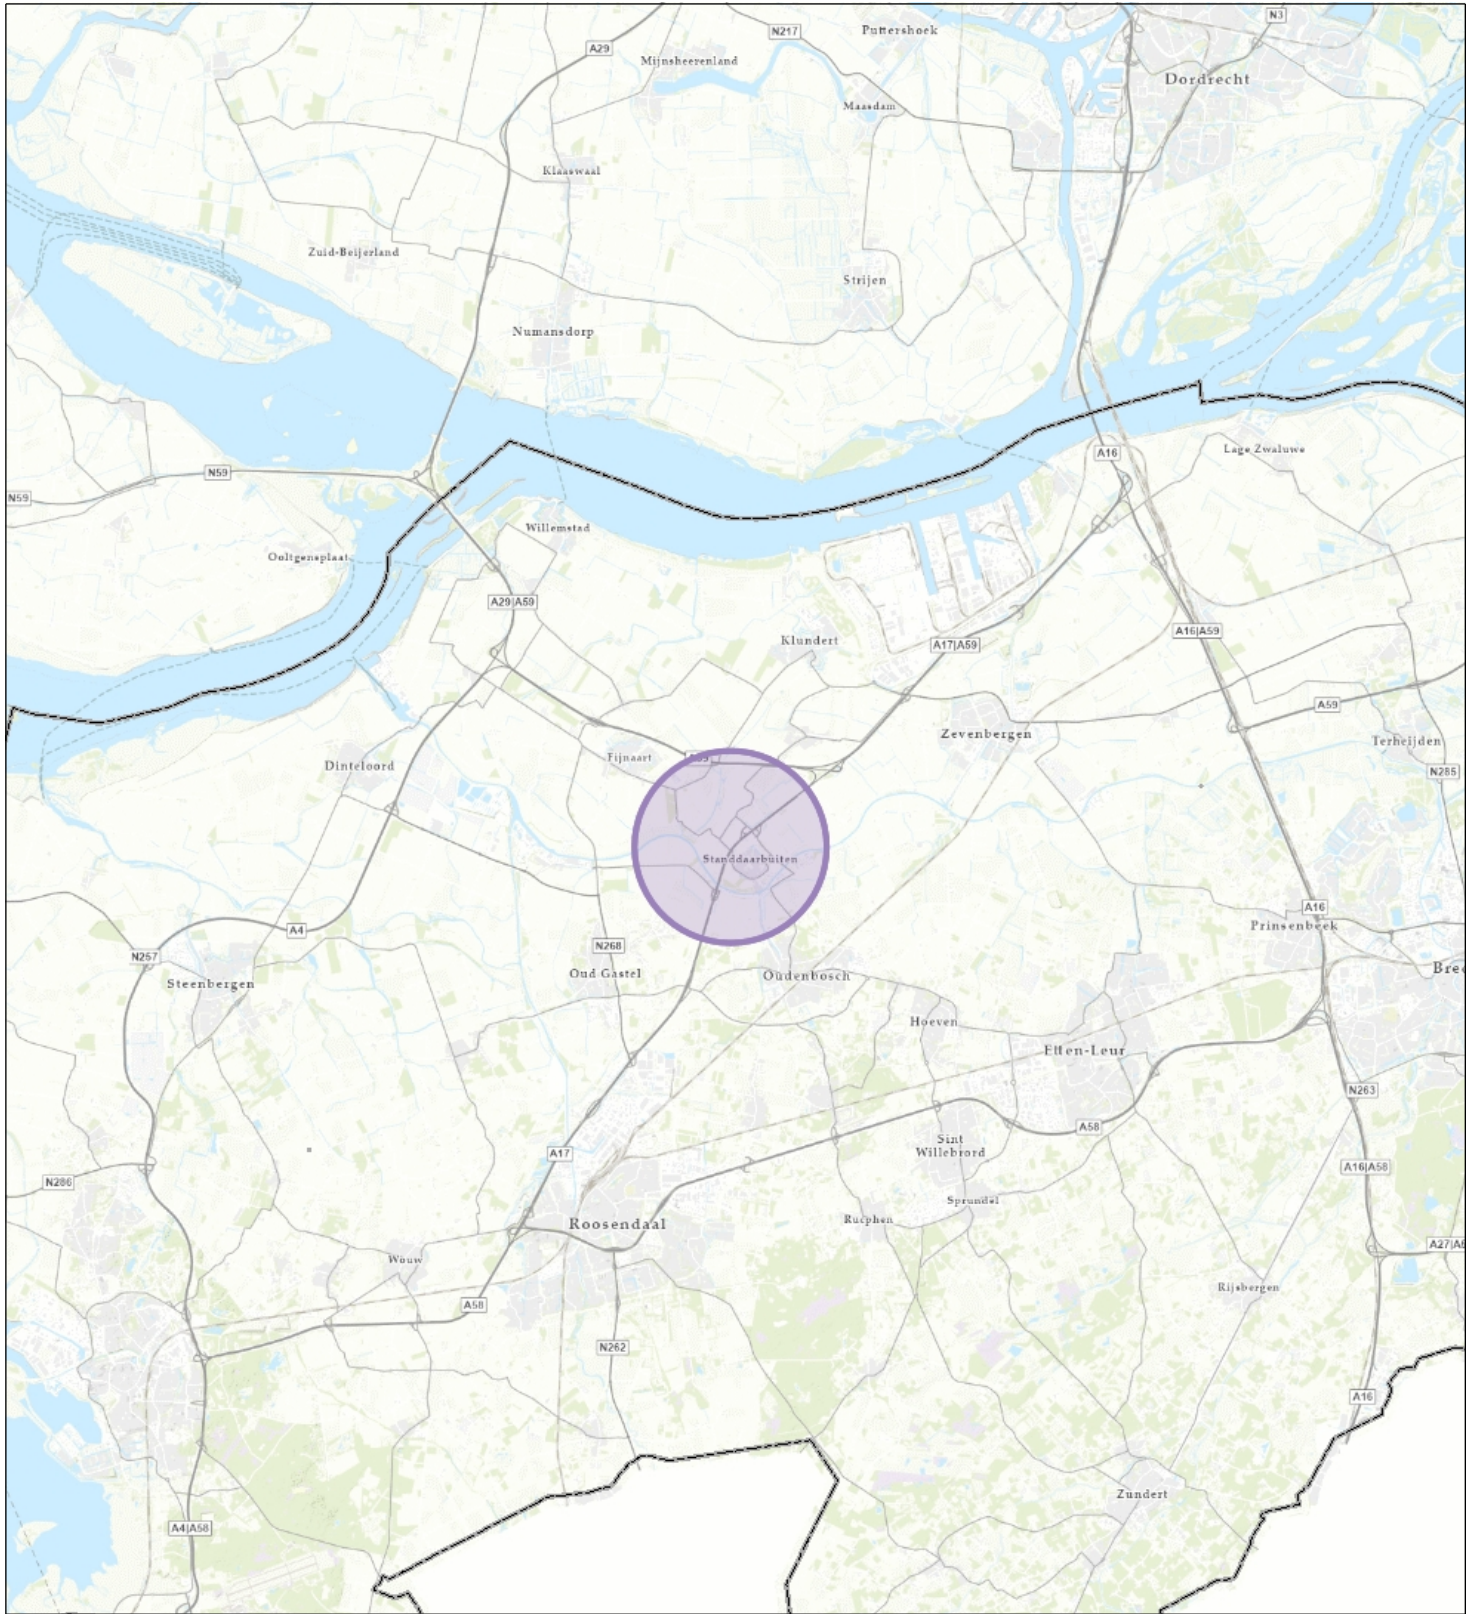 N3
A29
N217
Puttershoek
Mijnsheerenland
Dordrecht
Maasdam
Klaaswaal
Zuid-Beijerland
Strijen
Numansdorp
Lage Zwaluwe
A16
N59
N59
Willemstad
Ooltgensplaat
A29|A59
A16|A59
Klundert
A17|A59
A59
Zevenbergen
Terheijden
Fijnaart
Dinteloord
N285
Standdaarbuiten
A16
Prinsenbeek
A4
N268
N257
Oud Gastel
Oudenbosch
Steenbergen
Bred
Hoeven
Etten-Leur
N263
A58
Sint
Willebrord
A17
A16|A58
N286
Sprundel
Rucphen
Roosendaal
A27|A5
Wouw
Rijsbergen
A58
N262
A16
Zundert
A4|A58